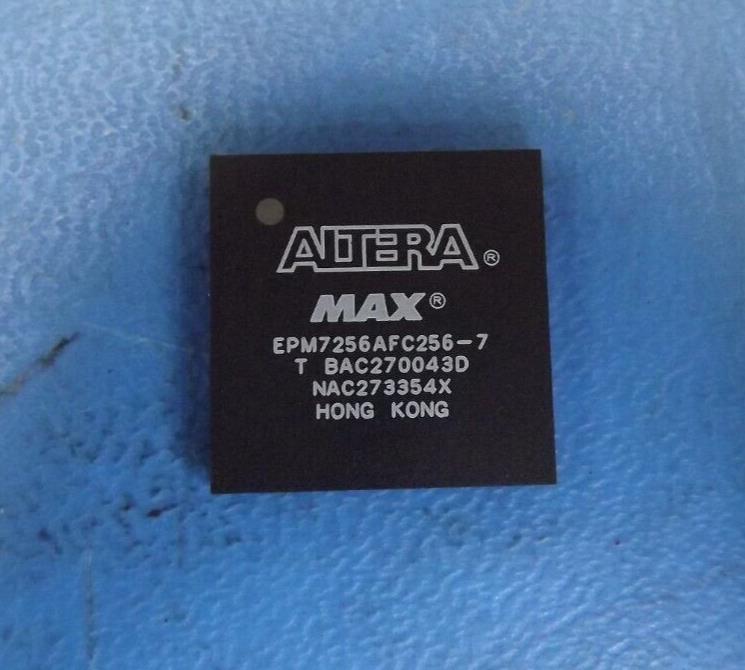 ALTERA®
MAX®
EPM7256AFC256-7
T BAC270043D
NAC273354X
HONG KONG